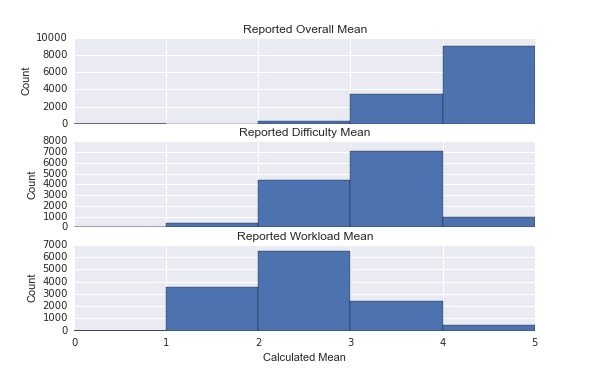 Reported Overall Mean
10000
8000
6000
4000
2000
0
Count
Reported Difficulty Mean
8000
7000
6000
5000
4000
3000
2000
1000
0
Count
Reported Workload Mean
7000
6000
5000
4000
3000
2000
1000
0
Count
0 1 2 3 4 5
Calculated Mean